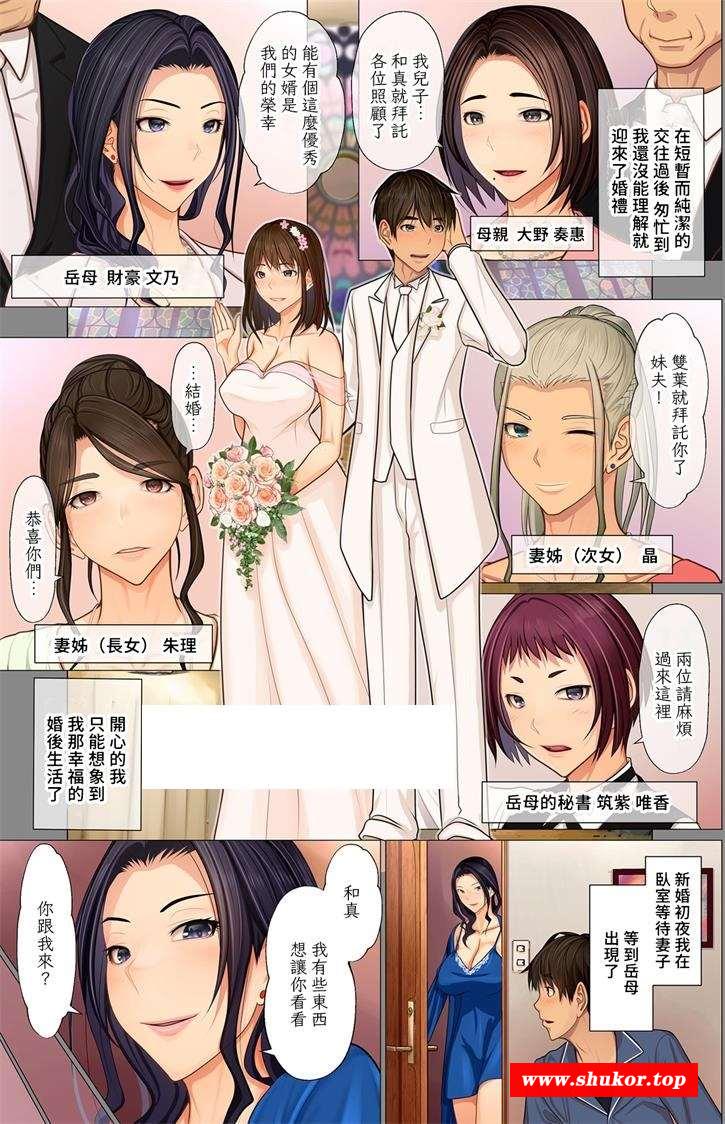 在短暫而純潔的
交往過後 匆忙到
我還沒能理解就
迎來了婚禮
我兒子…
和真就拜託
各位照顧了
母親 大野 奏惠
能有個這麼優秀
的女婿是
我們的榮幸
岳母 財豪 文乃
雙葉就拜託你了
妹夫！
妻姊（次女） 晶
…結婚…
恭喜你們…
妻姊（長女） 朱理
兩位請麻煩
過來這裡
岳母的秘書 筑紫 唯香
開心的我
只能想象到
我那幸福的
婚後生活了
新婚初夜我在
臥室等待妻子
等到岳母
出現了
和真
我有些東西
想讓你看看
你跟我來？
www.shukor.top